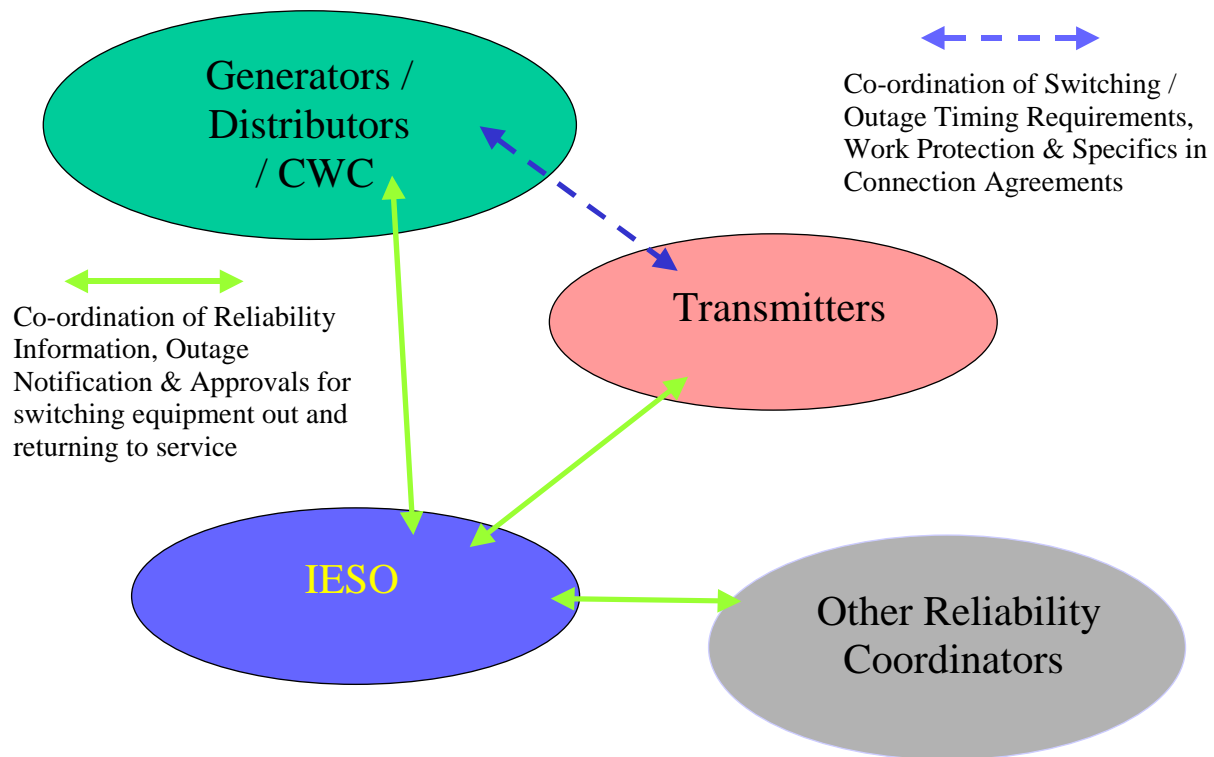 Generators /
Distributors
/ CWC
Co-ordination of Switching /
Outage Timing Requirements,
Work Protection & Specifics in
Connection Agreements
Transmitters
Co-ordination of Reliability
Information, Outage
Notification & Approvals for
switching equipment out and
returning to service
IESO
Other Reliability
Coordinators